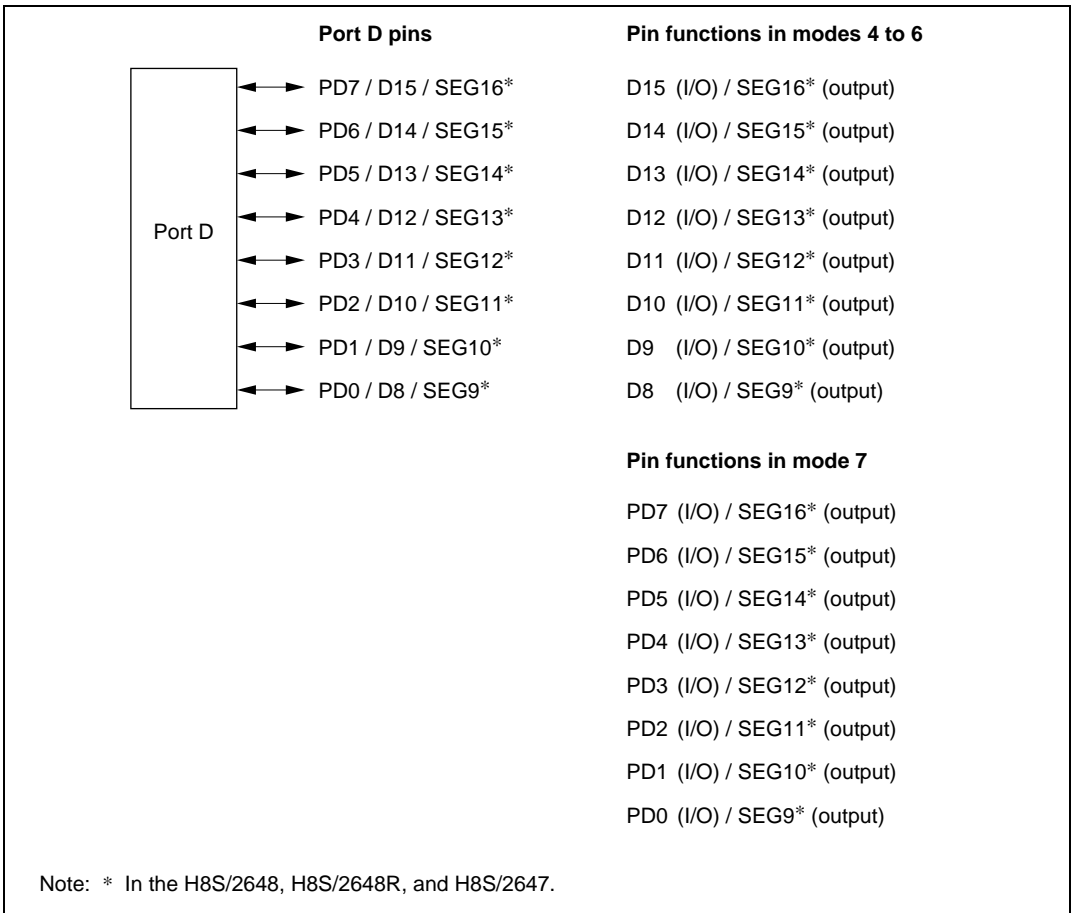 Port D pins Pin functions in modes 4 to 6
PD7 / D15 / SEG16* D15 (I/O) / SEG16* (output)
PD6 / D14 / SEG15* D14 (I/O) / SEG15* (output)
PD5 / D13 / SEG14* D13 (I/O) / SEG14* (output)
PD4 / D12 / SEG13* D12 (I/O) / SEG13* (output)
Port D
PD3 / D11 / SEG12* D11 (I/O) / SEG12* (output)
PD2 / D10 / SEG11* D10 (I/O) / SEG11* (output)
PD1 / D9 / SEG10* D9 (I/O) / SEG10* (output)
PD0 / D8 / SEG9* D8 (I/O) / SEG9* (output)
Pin functions in mode 7
PD7 (I/O) / SEG16* (output)
PD6 (I/O) / SEG15* (output)
PD5 (I/O) / SEG14* (output)
PD4 (I/O) / SEG13* (output)
PD3 (I/O) / SEG12* (output)
PD2 (I/O) / SEG11* (output)
PD1 (I/O) / SEG10* (output)
PD0 (I/O) / SEG9* (output)
Note: * In the H8S/2648, H8S/2648R, and H8S/2647.